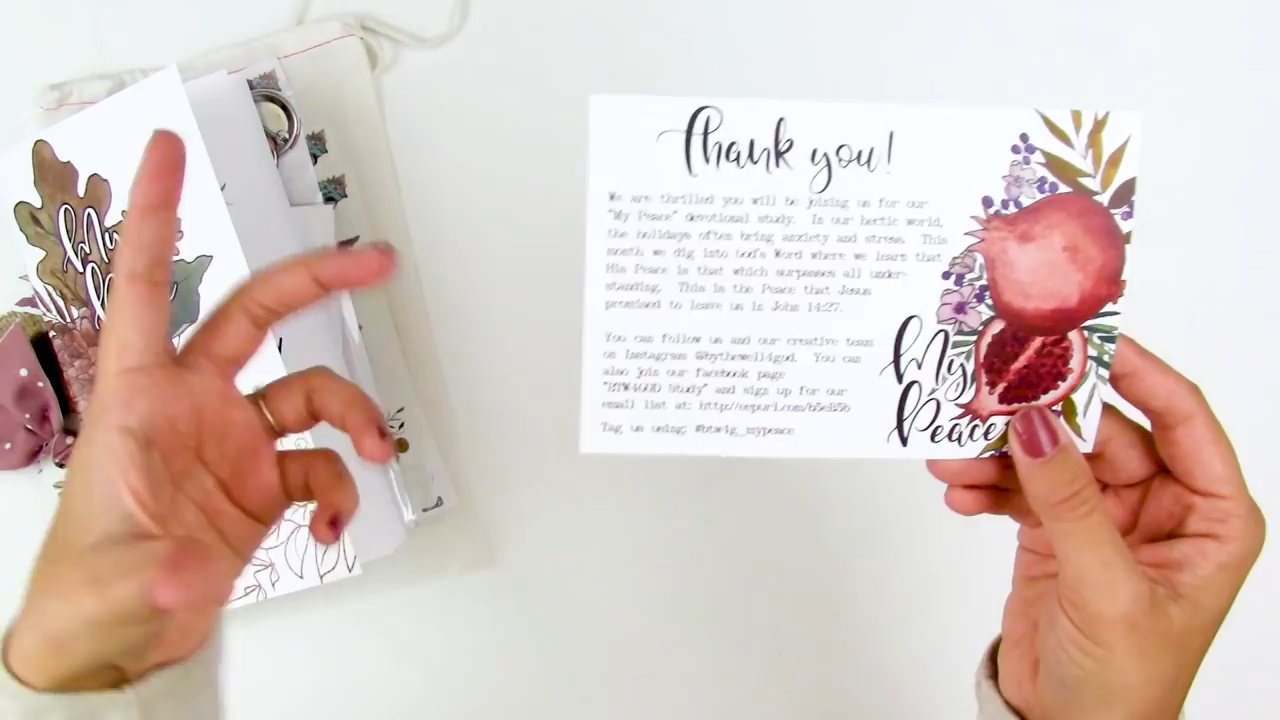 Thank you!
We are thrilled you will be joining us for our
"My Peace" devotional study. In our hectic world,
the holidays often bring anxiety and stress. This
month we dig into God's Word where we learn that
His Peace is that which surpasses all under-
standing. This is the Peace that Jesus
promised to leave us in John 14:27.
You can follow us and our creative team
on Instagram @bythewell4god. You can
also join our facebook page
"BTW4GOD Study" and sign up for our
email list at:
Tag us using: #btw4g_mypeace
My
Peace
My